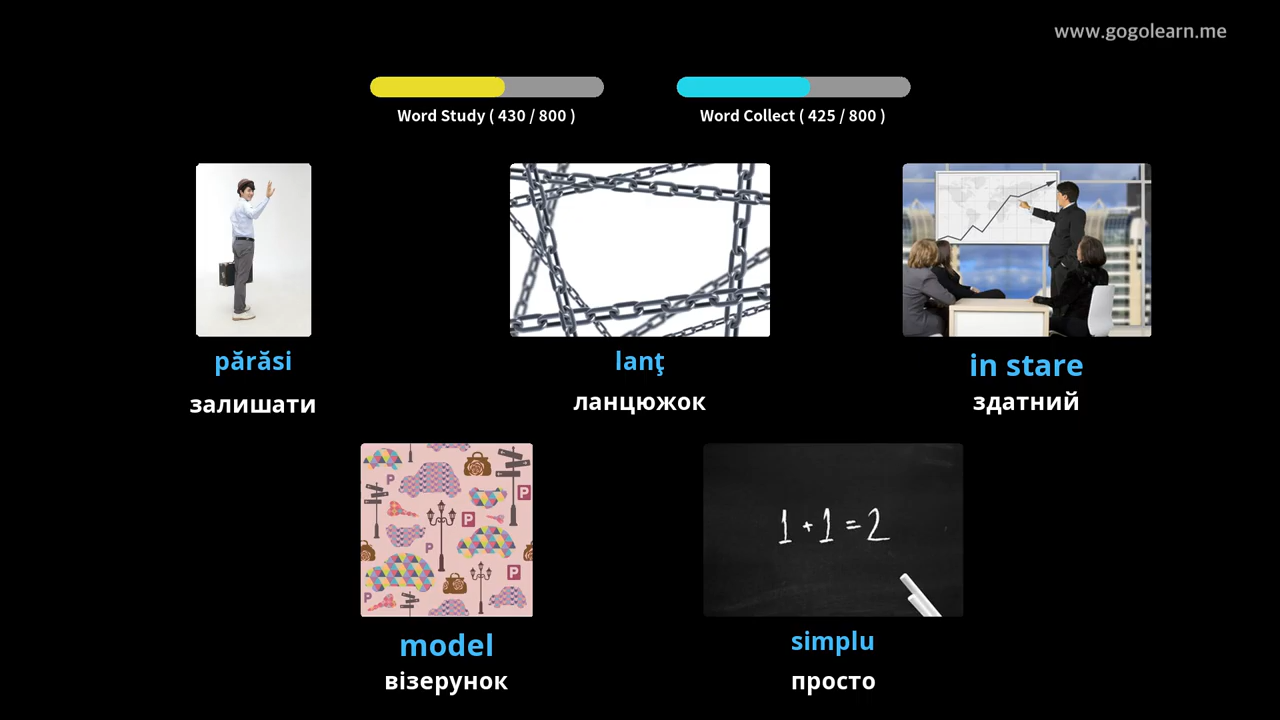 www.gogolearn.me
Word Study ( 430 / 800 )
Word Collect ( 425 / 800 )
părăsi
lanţ
in stare
залишати
ланцюжок
здатний
P
P
P
P
P
P
1 + 1 = 2
model
simplu
візерунок
просто